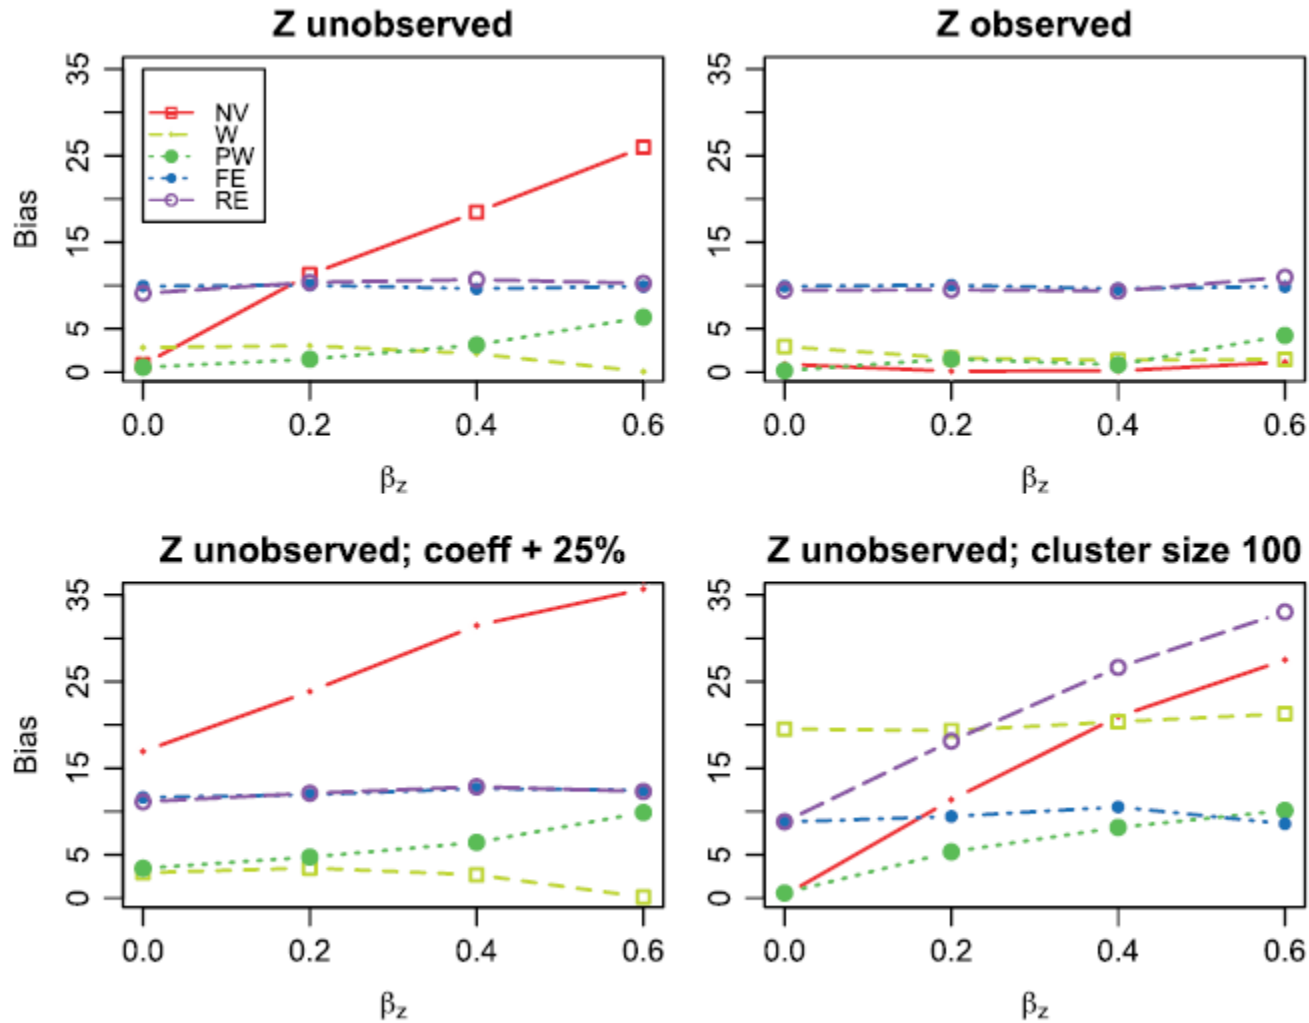 Z unobserved
Bias
35
25
15
5
0
NV
W
PW
FE
RE
0.0 0.2 0.4 0.6
βz
Z observed
35
25
15
5
0
0.0 0.2 0.4 0.6
βz
Z unobserved; coeff + 25%
Bias
35
25
15
5
0
0.0 0.2 0.4 0.6
βz
Z unobserved; cluster size 100
35
25
15
5
0
0.0 0.2 0.4 0.6
βz